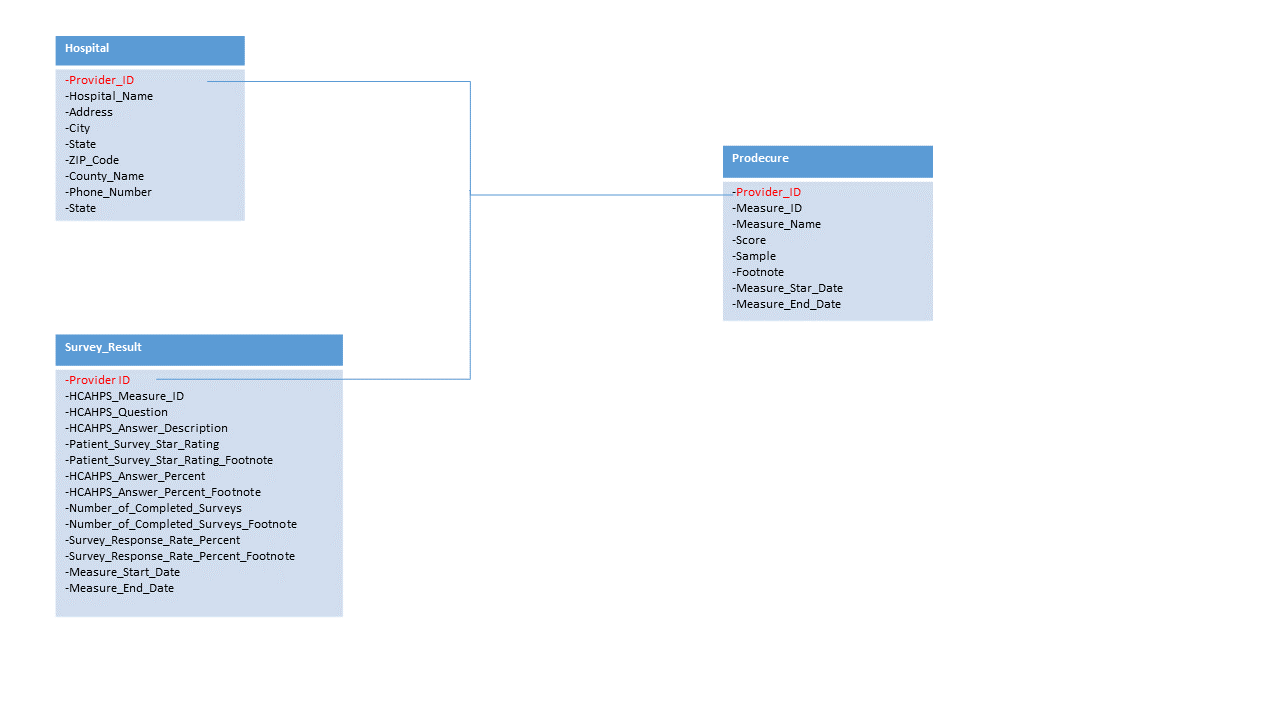 Hospital
-Provider_ID
-Hospital_Name
-Address
-City
-State
-ZIP_Code
-County_Name
-Phone_Number
-State
Prodecure
-Provider_ID
-Measure_ID
-Measure_Name
-Score
-Sample
-Footnote
-Measure_Star_Date
-Measure_End_Date
Survey_Result
-Provider ID
-HCAHPS_Measure_ID
-HCAHPS_Question
-HCAHPS_Answer_Description
-Patient_Survey_Star_Rating
-Patient_Survey_Star_Rating_Footnote
-HCAHPS_Answer_Percent
-HCAHPS_Answer_Percent_Footnote
-Number_of_Completed_Surveys
-Number_of_Completed_Surveys_Footnote
-Survey_Response_Rate_Percent
-Survey_Response_Rate_Percent_Footnote
-Measure_Start_Date
-Measure_End_Date